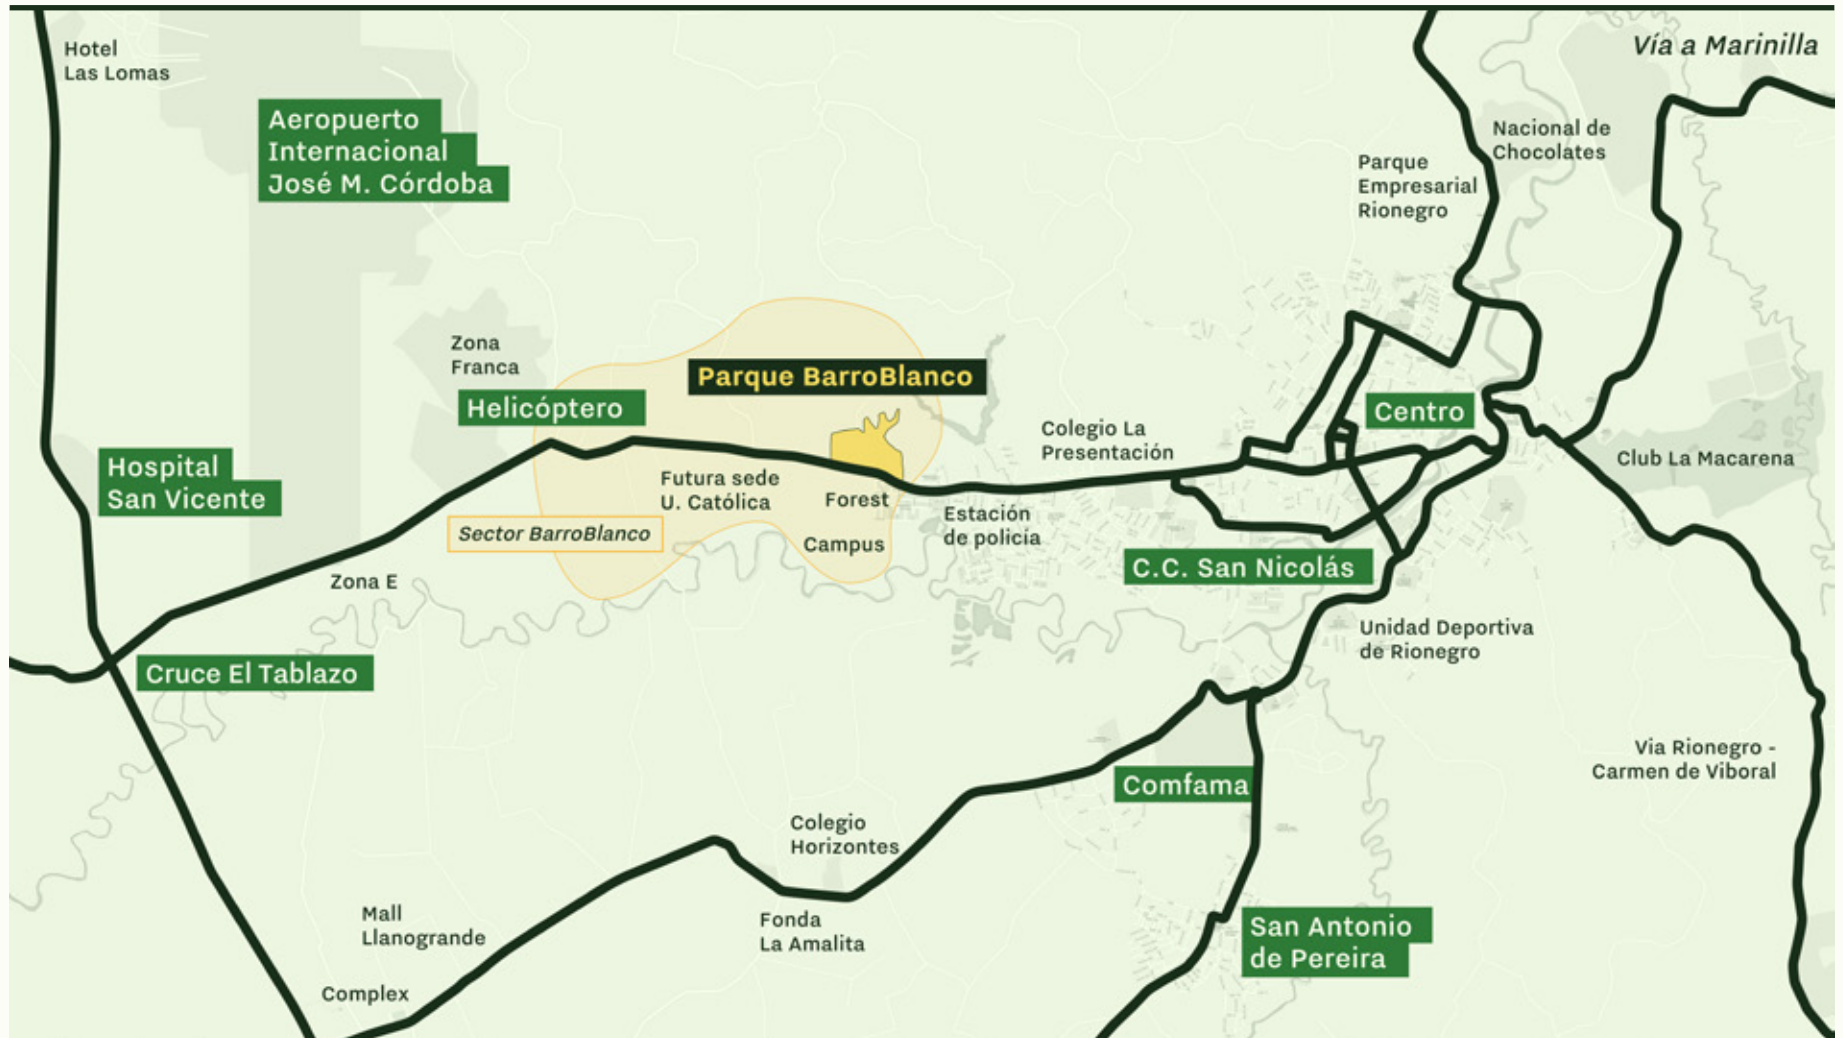 Hotel
Las Lomas
Vía a Marinilla
Aeropuerto
Internacional
José M. Córdoba
Nacional de
Chocolates
Parque
Empresarial
Rionegro
Zona
Franca
Helicóptero
Parque BarroBlanco
Centro
Colegio La
Presentación
Club La Macarena
Hospital
San Vicente
Futura sede
U. Católica
Forest
Sector BarroBlanco
Campus
Estación
de policía
C.C. San Nicolás
Zona E
Unidad Deportiva
de Rionegro
Cruce El Tablazo
Via Rionegro -
Carmen de Viboral
Comfama
Colegio
Horizontes
Mall
Llanogrande
Fonda
La Amalita
San Antonio
de Pereira
Complex